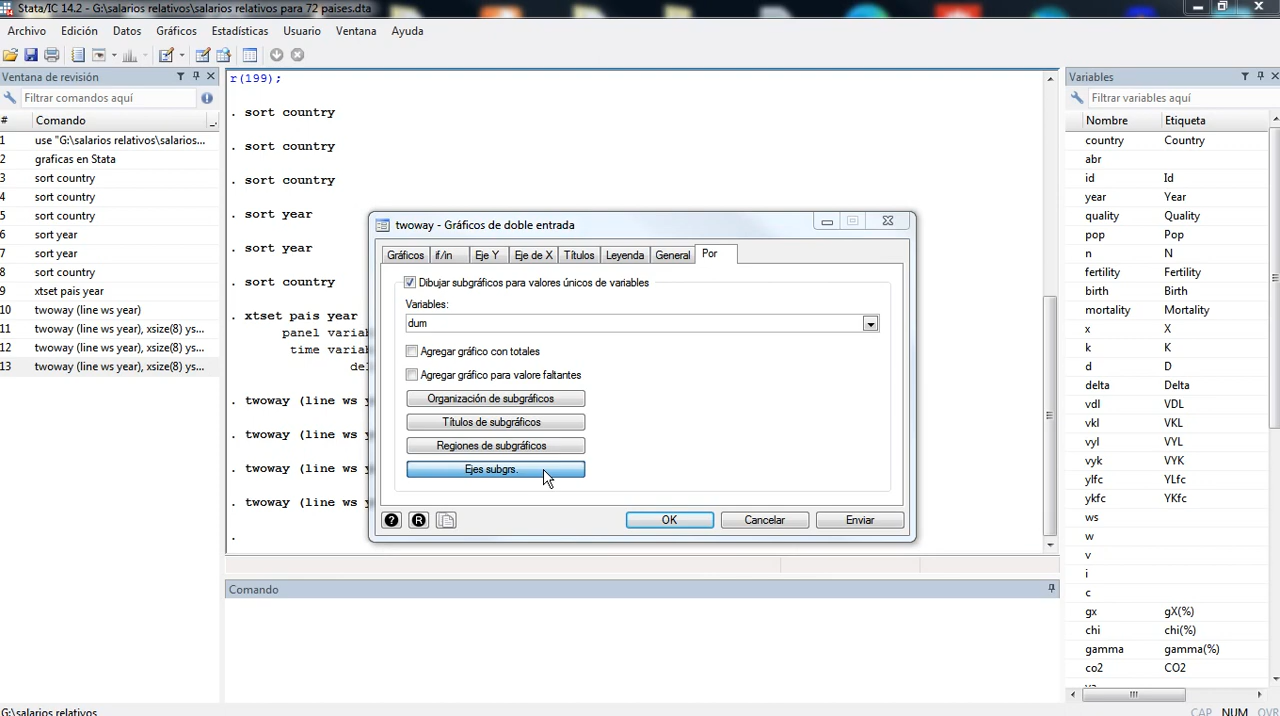 Stata/IC 14.2 - G:\salarios relativos\salarios relativos para 72 paises.dta
Archivo Edición Datos Gráficos Estadísticas Usuario Ventana Ayuda
Ventana de revisión
Filtrar comandos aquí
# Comando
1 use "G:\salarios relativos\salarios...
2 graficas en Stata
3 sort country
4 sort country
5 sort country
6 sort year
7 sort year
8 sort country
9 xtset pais year
10 twoway (line ws year)
11 twoway (line ws year), xsize(8) ys...
12 twoway (line ws year), xsize(8) ys...
13 twoway (line ws year), xsize(8) ys...
r(199);
. sort country
. sort country
. sort country
. sort year
. sort year
. sort country
. xtset pais year
panel variab
time variab
del
. twoway (line ws y
. twoway (line ws y
. twoway (line ws y
. twoway (line ws y
.
twoway - Gráficos de doble entrada
Gráficos if/in Eje Y Eje de X Títulos Leyenda General Por
Dibujar subgráficos para valores únicos de variables
Variables:
dum
Agregar gráfico con totales
Agregar gráfico para valore faltantes
Organización de subgráficos
Títulos de subgráficos
Regiones de subgráficos
Ejes subgrs.
? R
OK Cancelar Enviar
Comando
Variables
Filtrar variables aquí
Nombre Etiqueta
country Country
abr
id Id
year Year
quality Quality
pop Pop
n N
fertility Fertility
birth Birth
mortality Mortality
x X
k K
d D
delta Delta
vdl VDL
vkl VKL
vyl VYL
vyk VYK
ylfc YLfc
ykfc YKFC
ws
w
v
i
c
gx gX(%)
chi chi(%)
gamma gamma(%)
co2 CO2
G:\salarios relativos
CAP NUM OVR